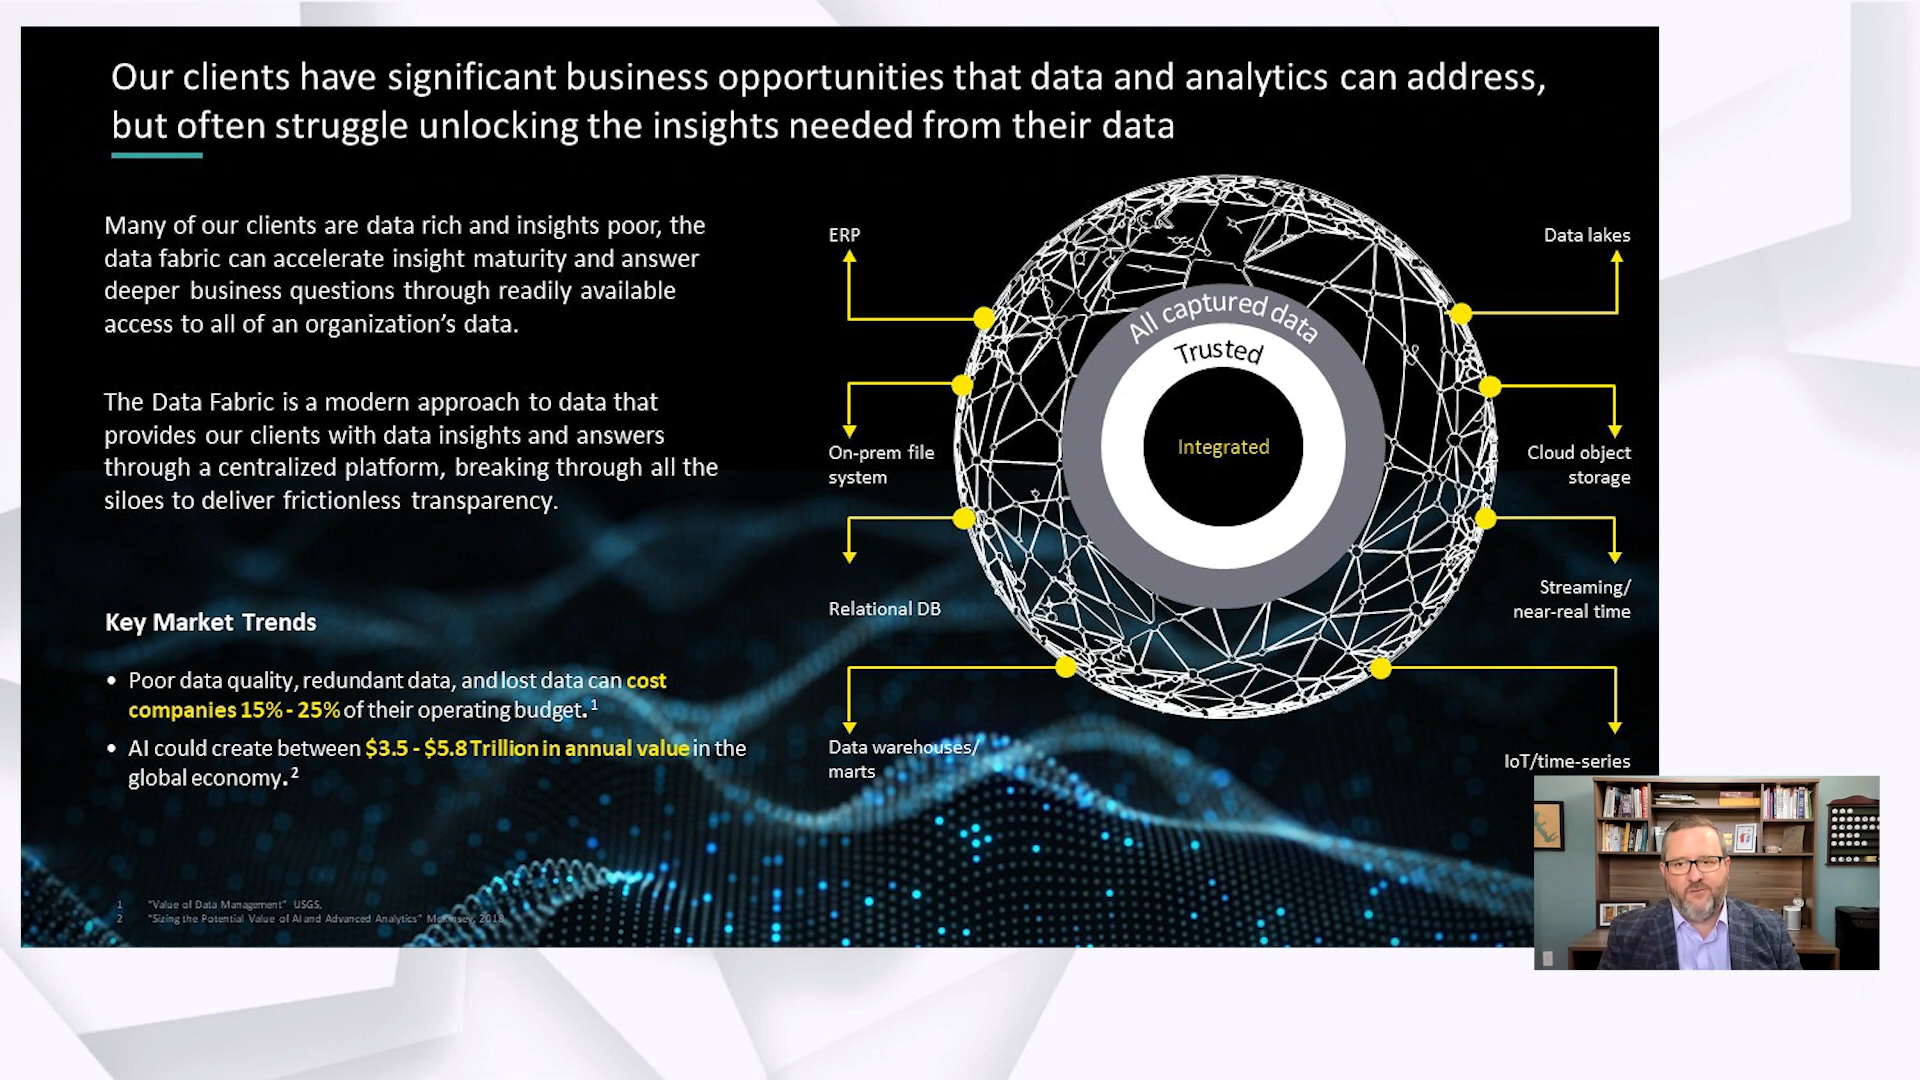 Our clients have significant business opportunities that data and analytics can address,
but often struggle unlocking the insights needed from their data
Many of our clients are data rich and insights poor, the
data fabric can accelerate insight maturity and answer
deeper business questions through readily available
access to all of an organization’s data.
The Data Fabric is a modern approach to data that
provides our clients with data insights and answers
through a centralized platform, breaking through all the
siloes to deliver frictionless transparency.
Key Market Trends
• Poor data quality, redundant data, and lost data can cost
companies 15% - 25% of their operating budget.1
• AI could create between $3.5 - $5.8 Trillion in annual value in the
global economy.2
1 "Value of Data Management" USGS,
2 "Sizing the Potential Value of AI and Advanced Analytics" McKinsey, 2018
ERP
On-prem file
system
Relational DB
Data warehouses/
marts
All captured data
Trusted
Integrated
Data lakes
Cloud object
storage
Streaming/
near-real time
IoT/time-series